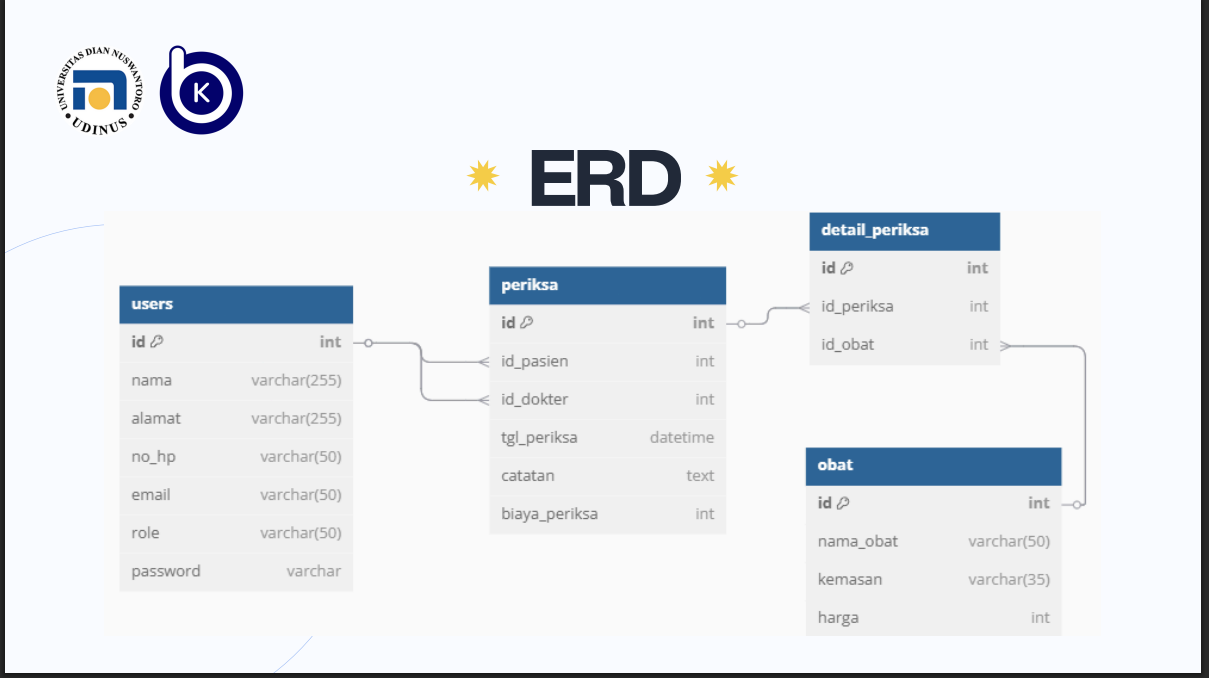 UNIVERSITAS DIAN NUSWANTORO
• UDINUS •
K
ERD
users
id int
nama varchar(255)
alamat varchar(255)
no_hp varchar(50)
email varchar(50)
role varchar(50)
password varchar
periksa
id int
id_pasien int
id_dokter int
tgl_periksa datetime
catatan text
biaya_periksa int
detail_periksa
id int
id_periksa int
id_obat int
obat
id int
nama_obat varchar(50)
kemasan varchar(35)
harga int